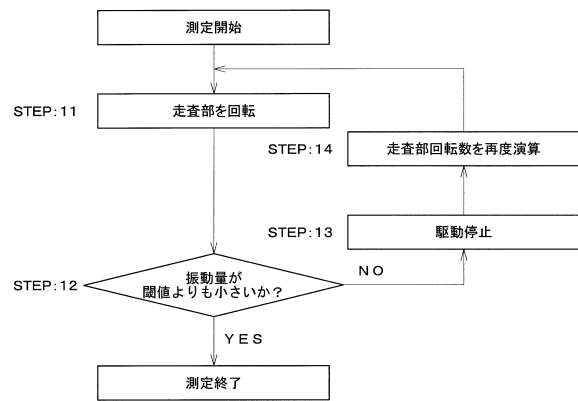 測定開始
STEP:11
走査部を回転
STEP:14
走査部回転数を再度演算
STEP:13
駆動停止
STEP:12
振動量が
閾値よりも小さいか？
NO
YES
測定終了